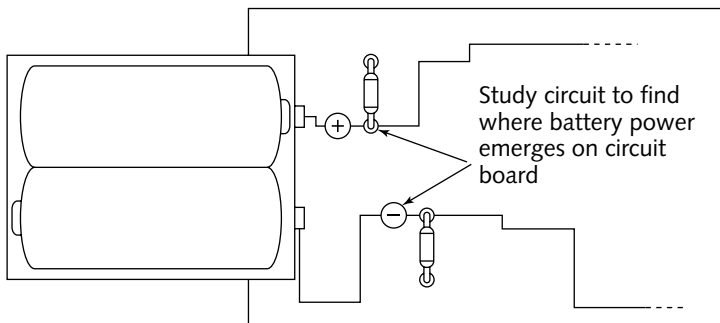 Study circuit to find
where battery power
emerges on circuit
board
+
−